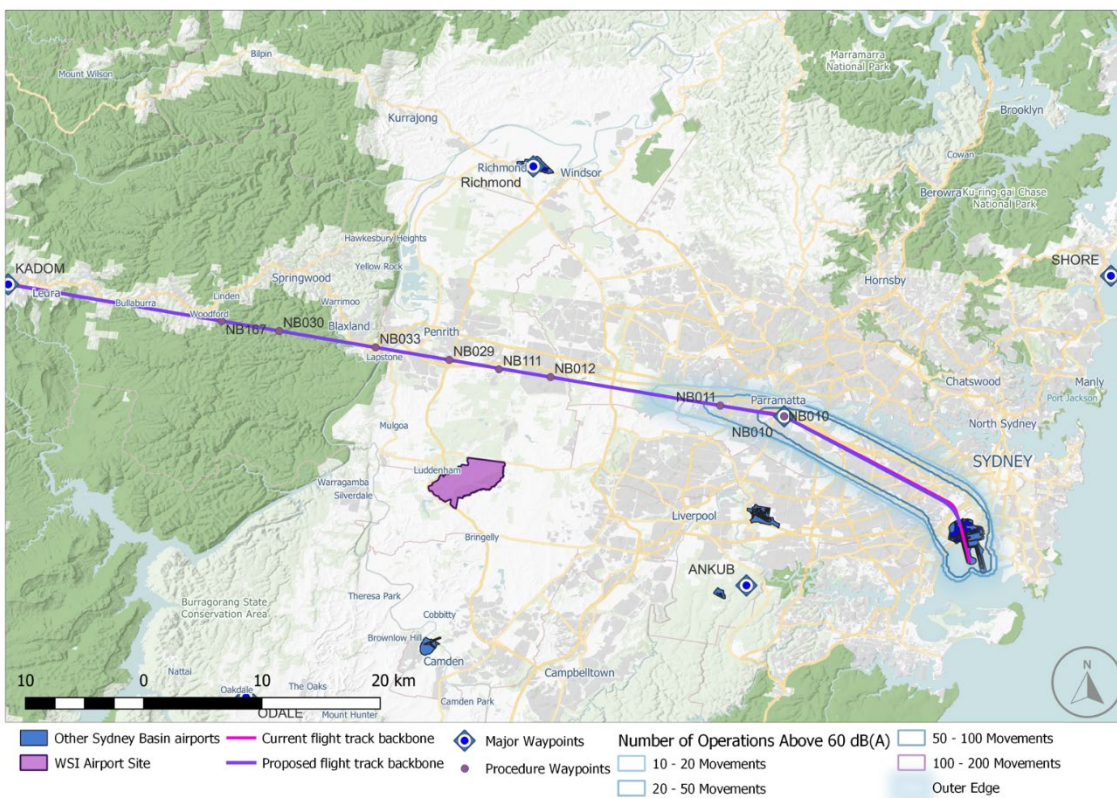 Mount Wilson
Bilpin
Marramarra
National Park
Brooklyn
Kurrajong
Cowan
Richmond
Windsor
Richmond
Berowra
Ku-ring-gai Chase
National Park
Hawkesbury Heights
SHORE
KADOM
Yellow Rock
Springwood
Hornsby
Leura
Bullaburra
Linden
Warrimoo
Woodford
NB167
NB030
Blaxland
Penrith
NB033
Lapstone
NB029
NB111
NB012
Chatswood
Manly
Port Jackson
NB011
Parramatta
NB010
NB010
North Sydney
Mulgoa
SYDNEY
Luddenham
Warragamba
Silverdale
Liverpool
Bringelly
ANKUB
Burragorang State
Conservation Area
Theresa Park
Cobbitty
Brownlow Hill
Nattai
Camden
Campbelltown
N
10 0 10 20 km
Oakdale
The Oaks
Camden Park
ODALE
Mount Hunter
Other Sydney Basin airports
Current flight track backbone
Major Waypoints
Number of Operations Above 60 dB(A)
50 - 100 Movements
WSI Airport Site
Proposed flight track backbone
Procedure Waypoints
10 - 20 Movements
100 - 200 Movements
20 - 50 Movements
Outer Edge